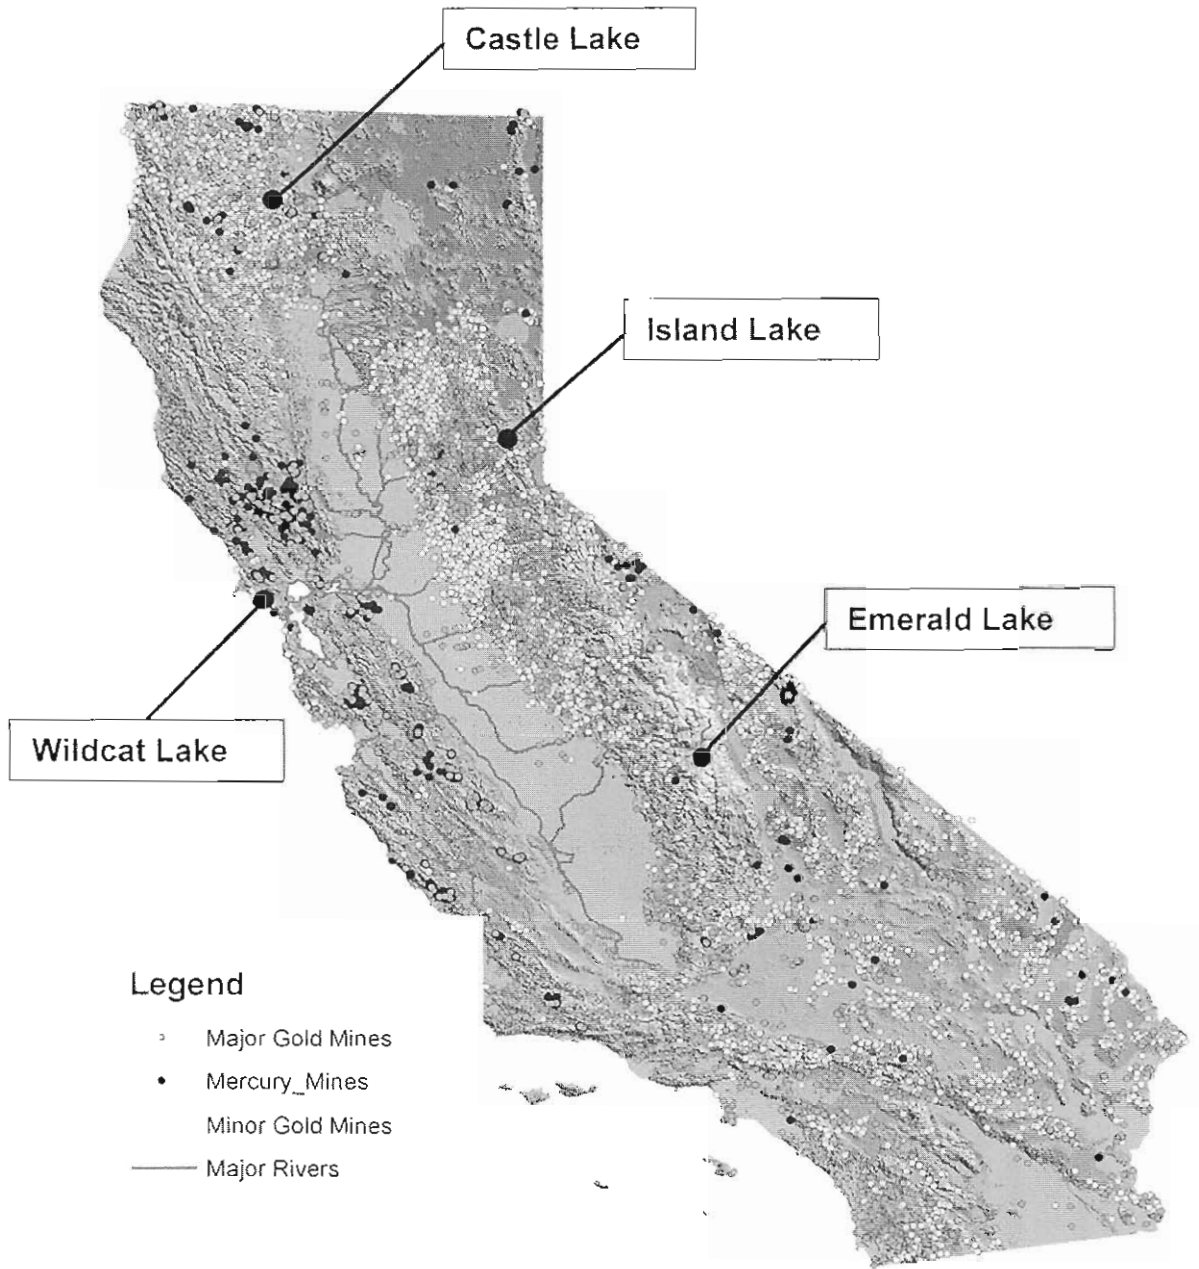 Castle Lake
Island Lake
Emerald Lake
Wildcat Lake
Legend
Major Gold Mines
Mercury_Mines
Minor Gold Mines
Major Rivers